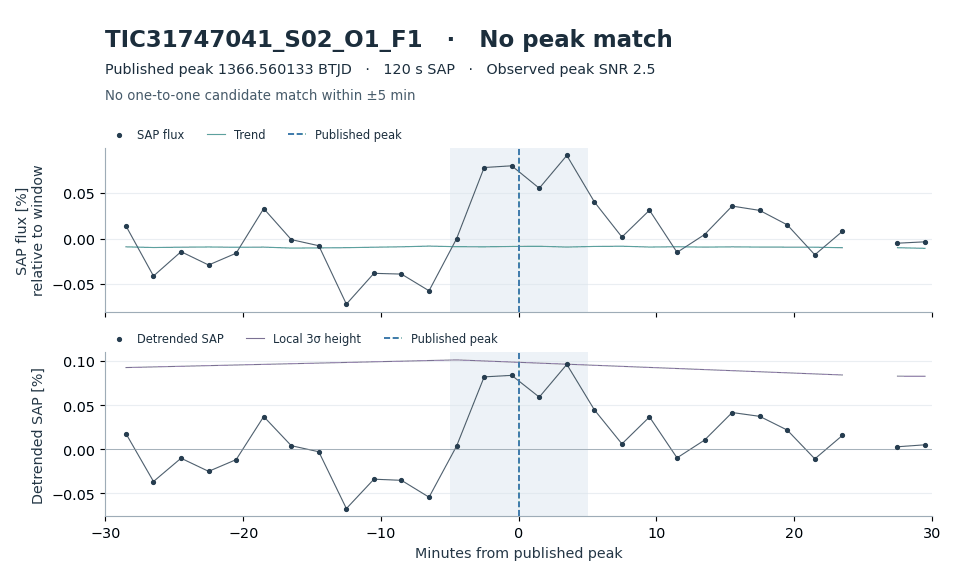 TIC31747041_S02_O1_F1 · No peak match
Published peak 1366.560133 BTJD · 120 s SAP · Observed peak SNR 2.5
No one-to-one candidate match within ±5 min
SAP flux Trend Published peak
SAP flux [%]
relative to window
0.05
0.00
−0.05
Detrended SAP Local 3σ height Published peak
Detrended SAP [%]
0.10
0.05
0.00
−0.05
−30 −20 −10 0 10 20 30
Minutes from published peak